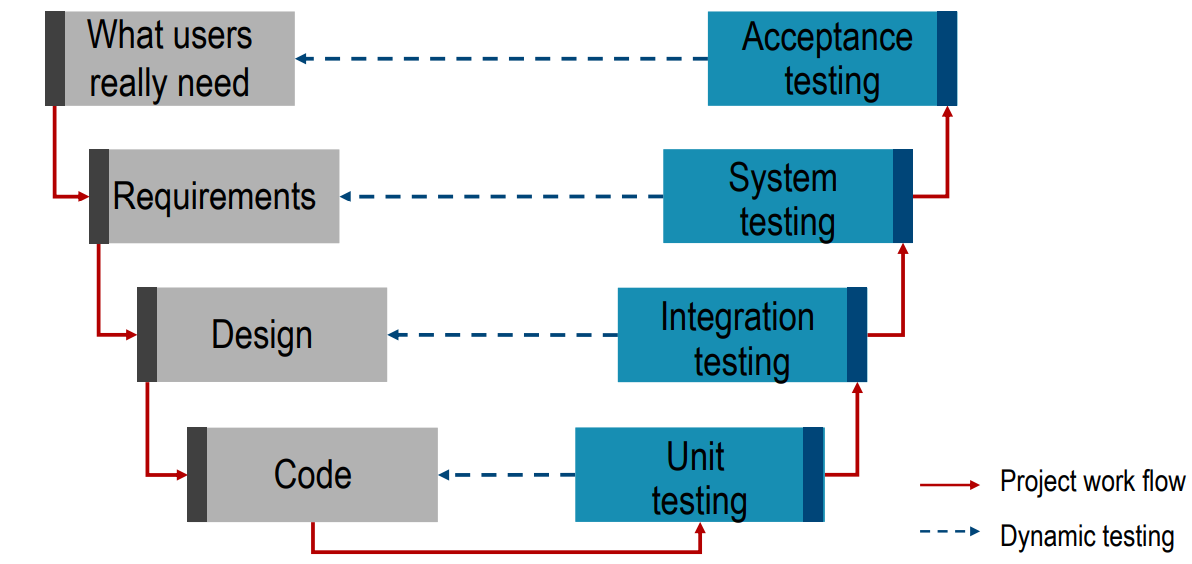 What users
really need
Acceptance
testing
Requirements
System
testing
Design
Integration
testing
Code
Unit
testing
Project work flow
Dynamic testing